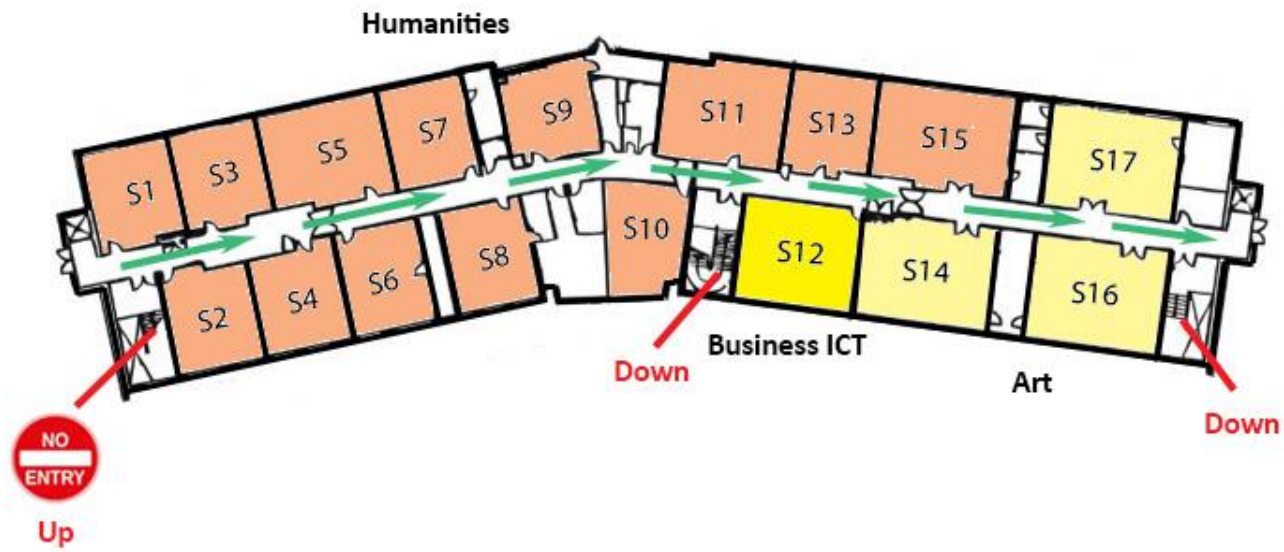 Humanities
S1
S3
S5
S7
S9
S11
S13
S15
S17
S2
S4
S6
S8
S10
S12
S14
S16
Down
Business ICT
Art
Down
NO
ENTRY
Up